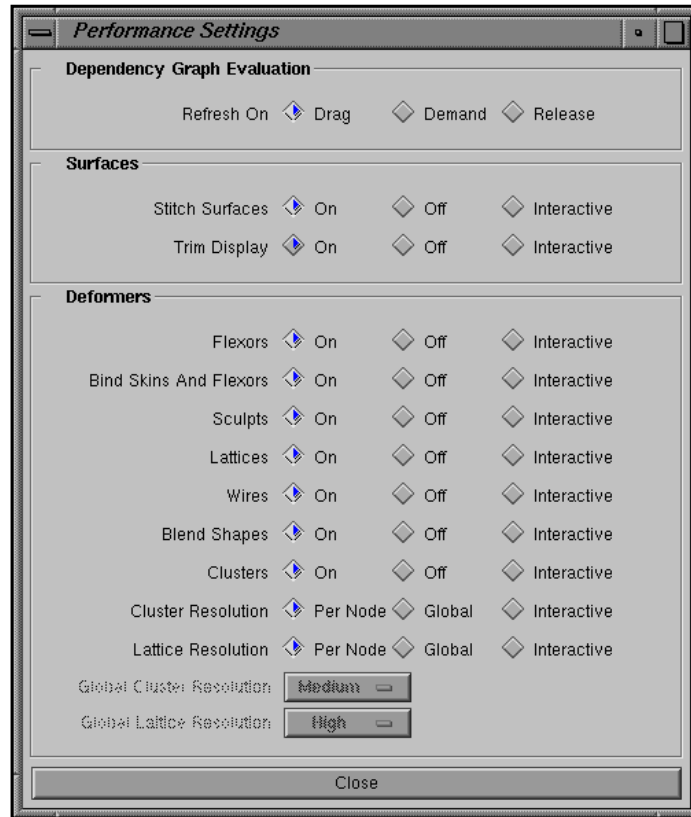 Performance Settings
Dependency Graph Evaluation
Refresh On Drag Demand Release
Surfaces
Stitch Surfaces On Off Interactive
Trim Display On Off Interactive
Deformers
Flexors On Off Interactive
Bind Skins And Flexors On Off Interactive
Sculpts On Off Interactive
Lattices On Off Interactive
Wires On Off Interactive
Blend Shapes On Off Interactive
Clusters On Off Interactive
Cluster Resolution Per Node Global Interactive
Lattice Resolution Per Node Global Interactive
Global Cluster Resolution Medium
Global Lattice Resolution High
Close